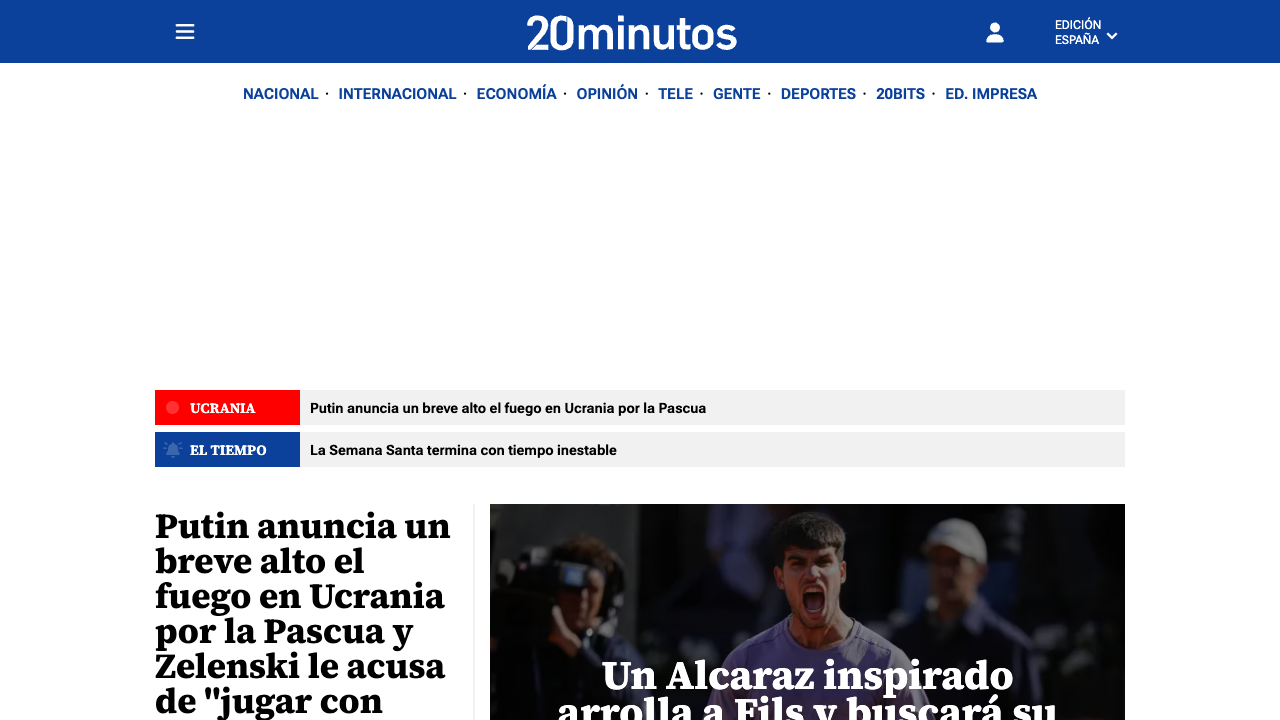 20minutos
EDICIÓN
ESPAÑA
NACIONAL · INTERNACIONAL · ECONOMÍA · OPINIÓN · TELE · GENTE · DEPORTES · 20BITS · ED. IMPRESA
UCRANIA Putin anuncia un breve alto el fuego en Ucrania por la Pascua
EL TIEMPO La Semana Santa termina con tiempo inestable
Putin anuncia un
breve alto el
fuego en Ucrania
por la Pascua y
Zelenski le acusa
de "jugar con
Un Alcaraz inspirado
arrolla a Fils y buscará su